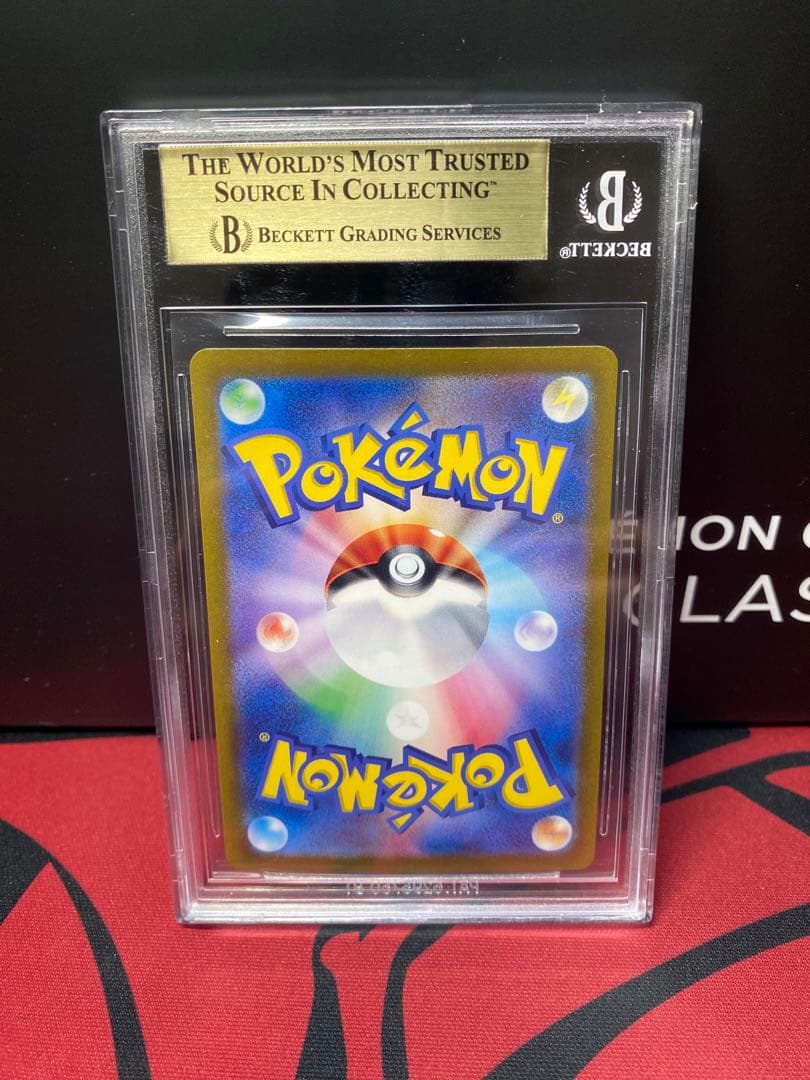 THE WORLD'S MOST TRUSTED
SOURCE IN COLLECTING™
B BECKETT GRADING SERVICES
B
BECKETT®
POKéMON®
POKéMON®